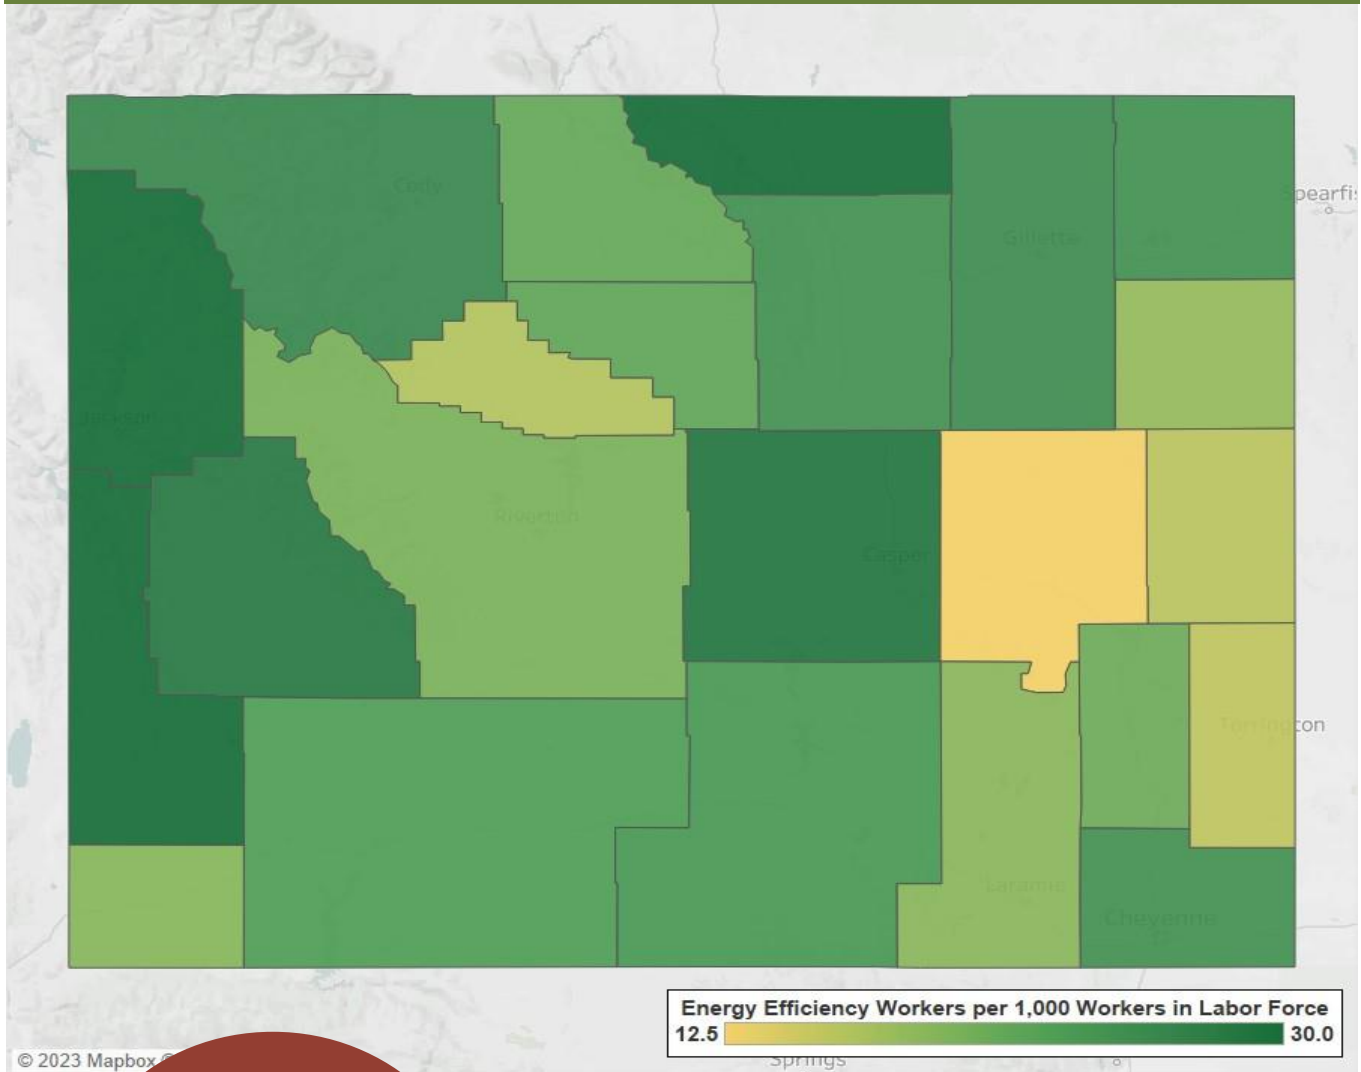 Cody
Spearfis
Gillette
Jackson
Riverton
Casper
Torrington
Laramie
Cheyenne
Energy Efficiency Workers per 1,000 Workers in Labor Force
12.5
30.0
© 2023 Mapbox ©
Springs